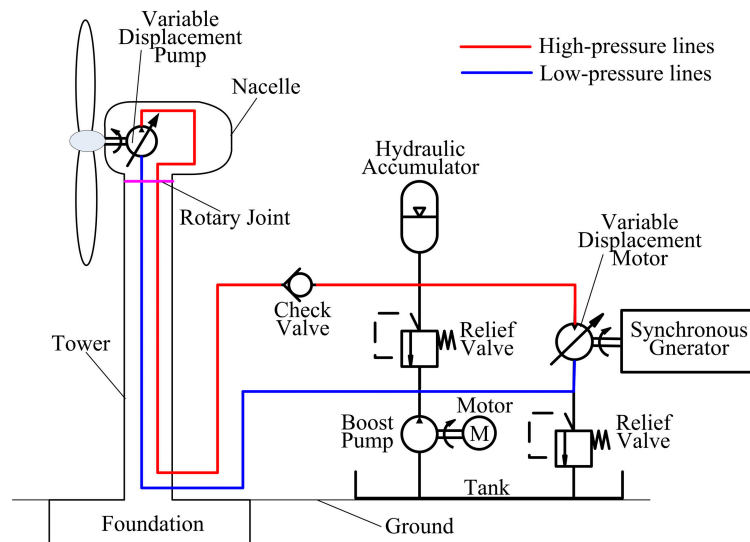 Variable
Displacement
Pump
High-pressure lines
Low-pressure lines
Nacelle
Hydraulic
Accumulator
Rotary Joint
Variable
Displacement
Motor
Check
Valve
Relief
Valve
Synchronous
Gnerator
Tower
Boost
Pump
Motor
M
Relief
Valve
Tank
Foundation
Ground